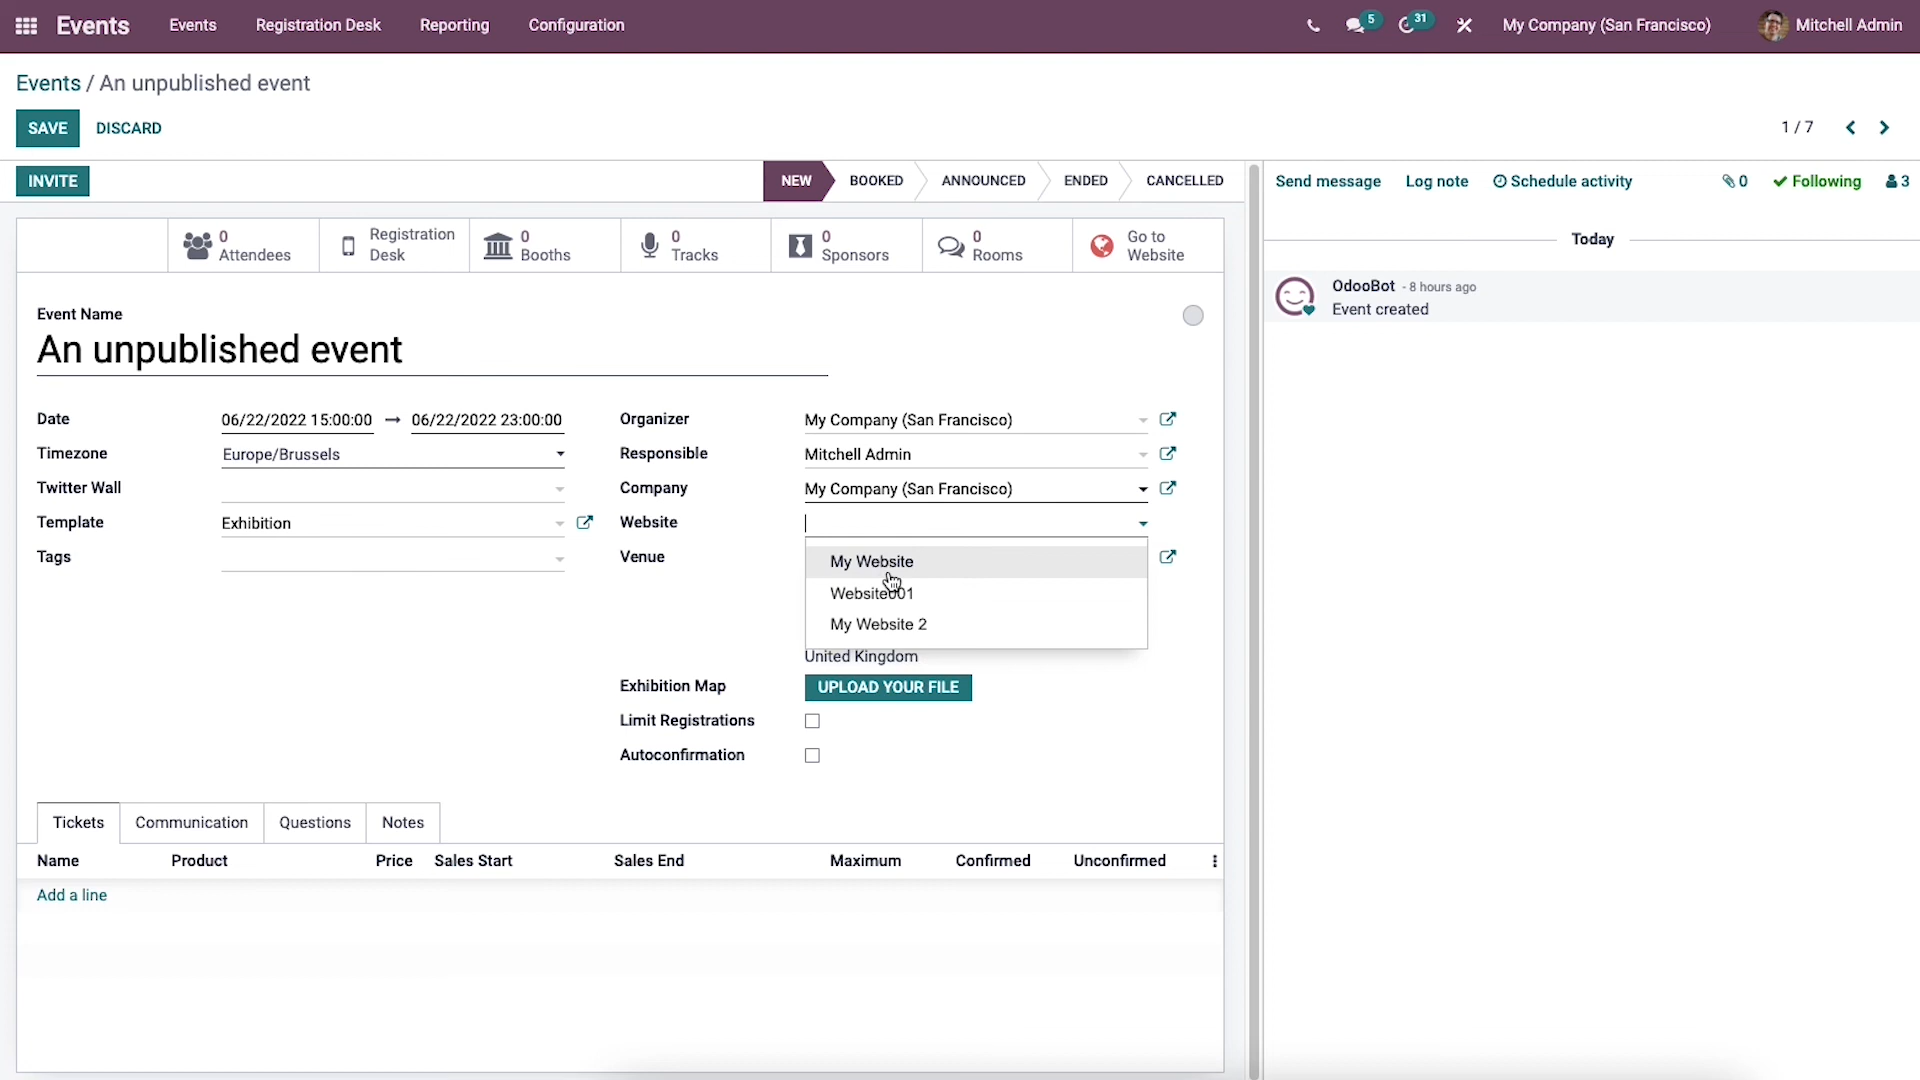 Events Events Registration Desk Reporting Configuration 5 31 My Company (San Francisco) Mitchell Admin
Events / An unpublished event
SAVE DISCARD 1 / 7
INVITE NEW BOOKED ANNOUNCED ENDED CANCELLED Send message Log note Schedule activity 0 Following 3
0 Attendees
Registration Desk
0 Booths
0 Tracks
0 Sponsors
0 Rooms
Go to Website
Today
OdooBot - 8 hours ago
Event created
Event Name
An unpublished event
Date 06/22/2022 15:00:00 → 06/22/2022 23:00:00
Timezone Europe/Brussels
Twitter Wall
Template Exhibition
Tags
Organizer My Company (San Francisco)
Responsible Mitchell Admin
Company My Company (San Francisco)
Website
Venue
My Website
Website001
My Website 2
United Kingdom
Exhibition Map UPLOAD YOUR FILE
Limit Registrations
Autoconfirmation
Tickets Communication Questions Notes
Name Product Price Sales Start Sales End Maximum Confirmed Unconfirmed
Add a line